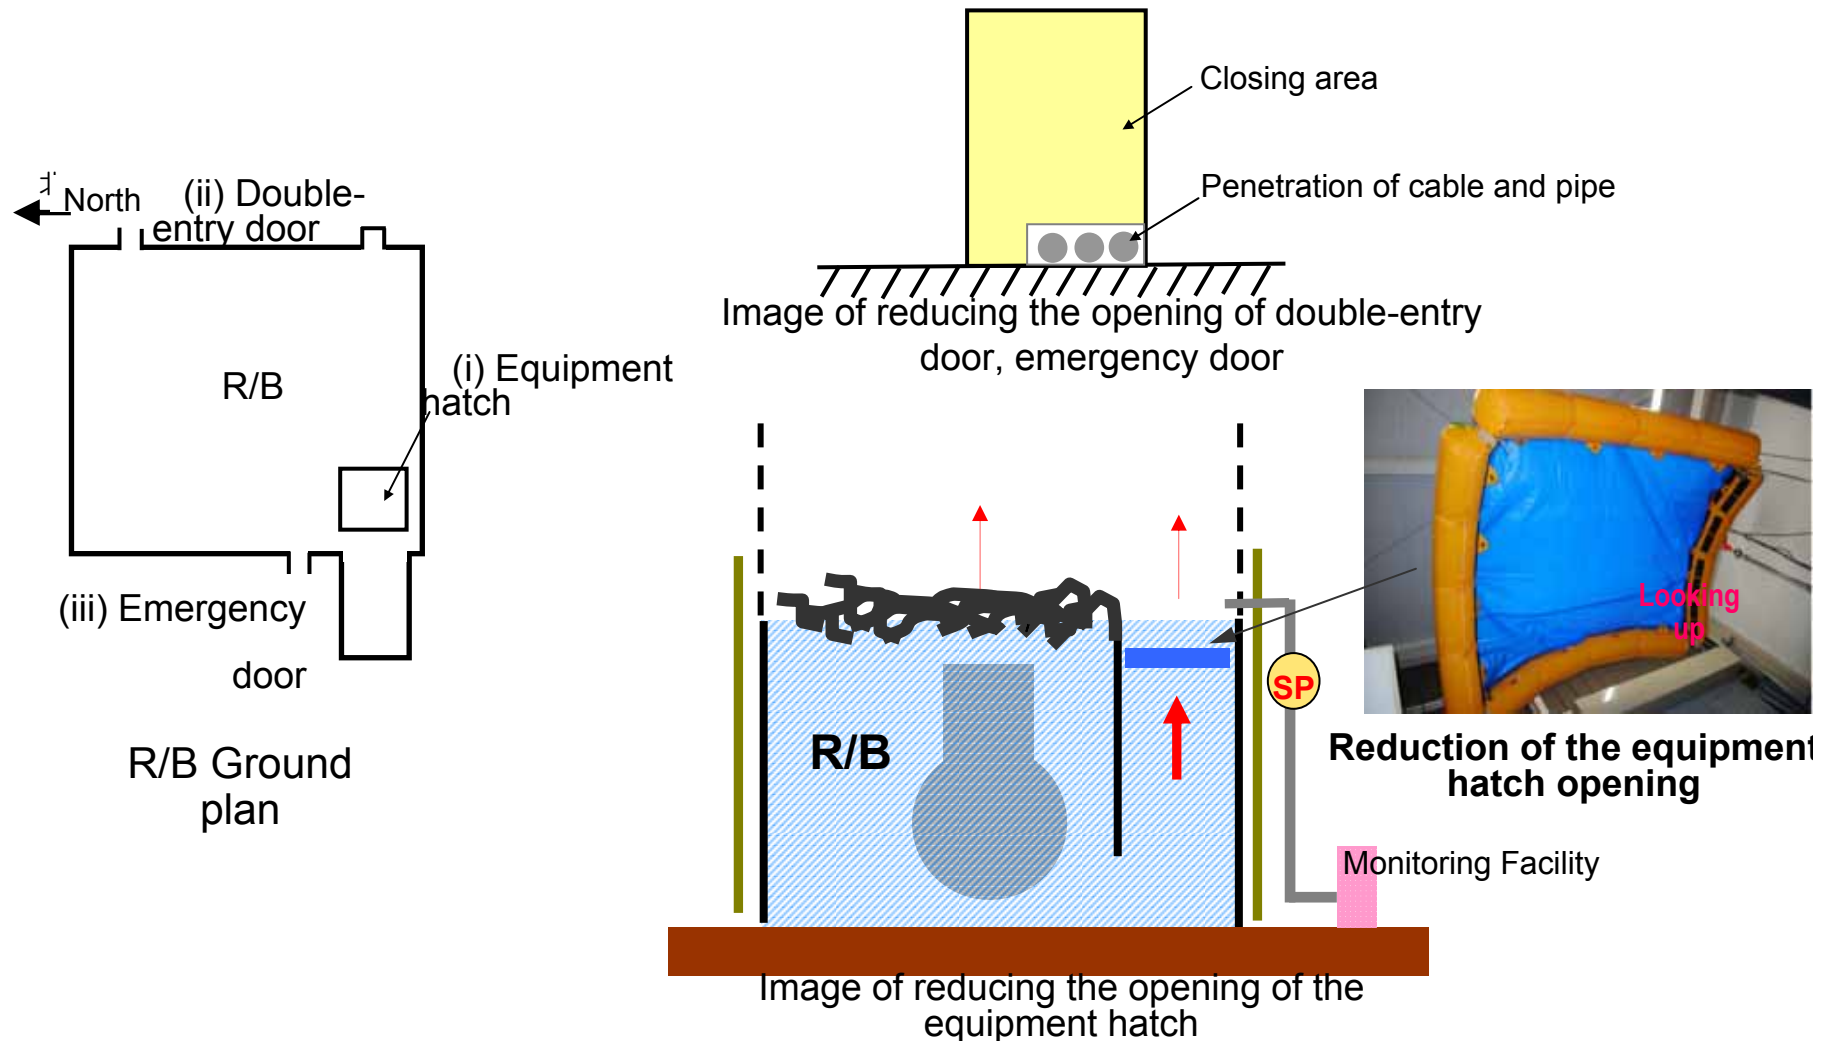 北
North
(ii) Double-
entry door
R/B
(i) Equipment
hatch
(iii) Emergency
door
R/B Ground
plan
Closing area
Penetration of cable and pipe
Image of reducing the opening of double-entry
door, emergency door
Looking
up
SP
R/B
Reduction of the equipment
hatch opening
Monitoring Facility
Image of reducing the opening of the
equipment hatch